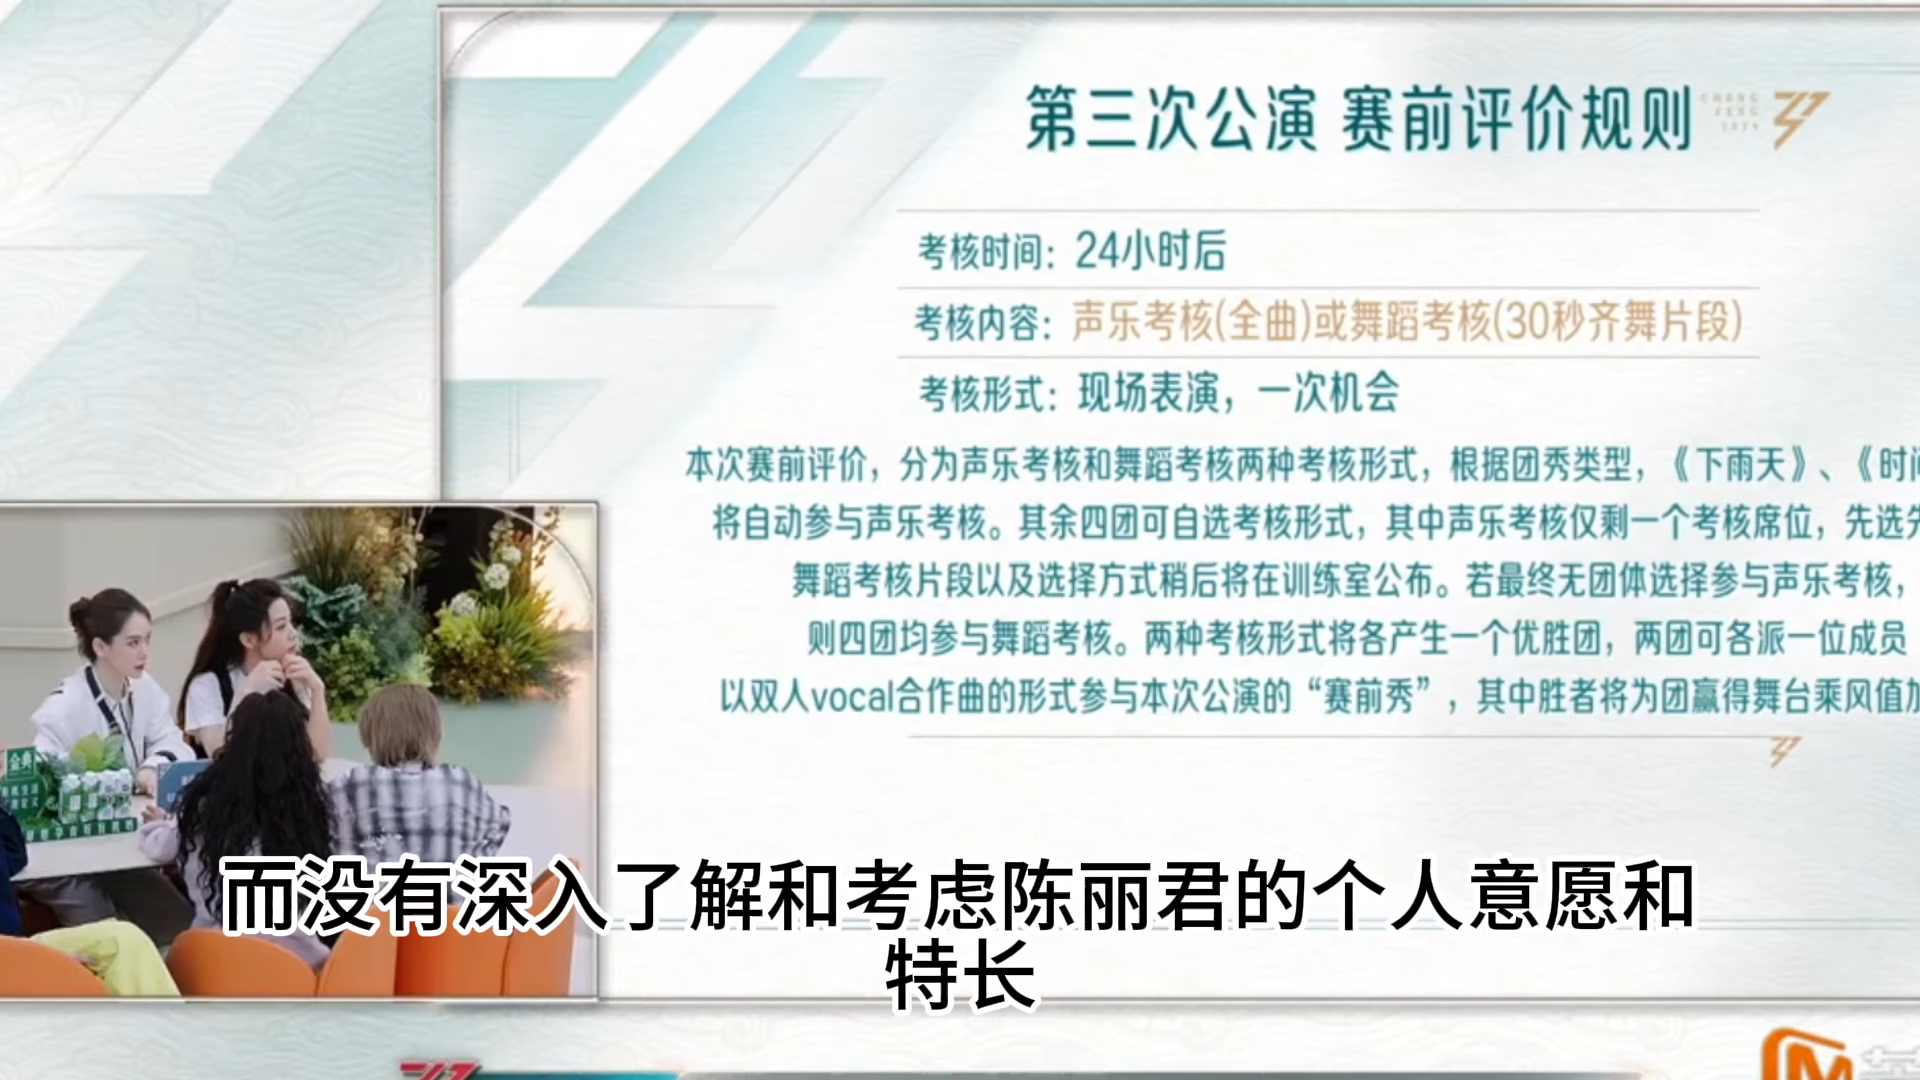 第三次公演 赛前评价规则
CHENG
FENG
2024
考核时间：24小时后
考核内容：声乐考核(全曲)或舞蹈考核(30秒齐舞片段)
考核形式：现场表演，一次机会
本次赛前评价，分为声乐考核和舞蹈考核两种考核形式，根据团秀类型，《下雨天》、《时
将自动参与声乐考核。其余四团可自选考核形式，其中声乐考核仅剩一个考核席位，先选
舞蹈考核片段以及选择方式稍后将在训练室公布。若最终无团体选择参与声乐考核，
则四团均参与舞蹈考核。两种考核形式将各产生一个优胜团，两团可各派一位成员
以双人vocal合作曲的形式参与本次公演的“赛前秀”，其中胜者将为团赢得舞台乘风值
金典
而没有深入了解和考虑陈丽君的个人意愿和
特长